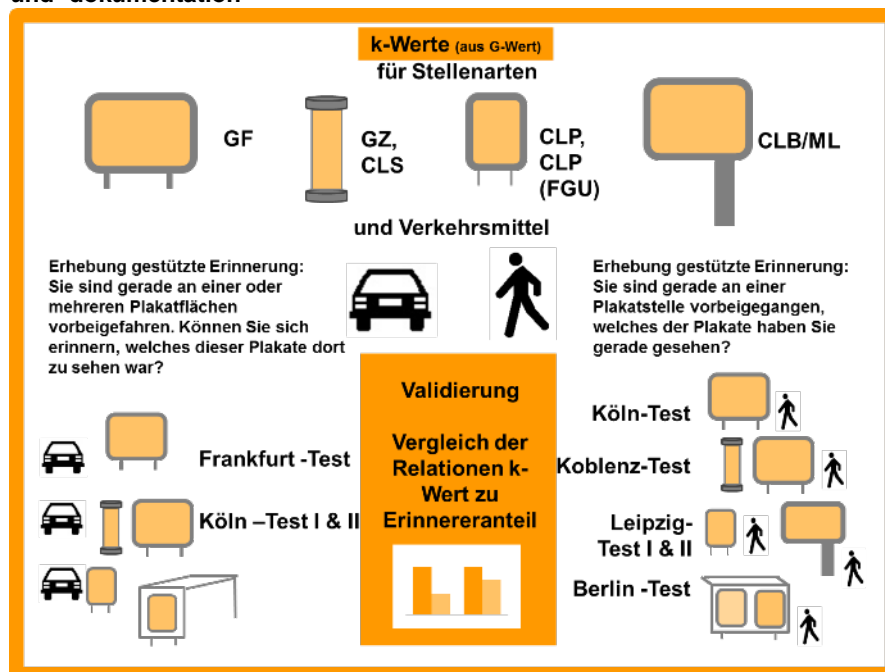 und -dokumentation
k-Werte (aus G-Wert)
für Stellenarten
GF
GZ,
CLS
CLP,
CLP
(FGU)
CLB/ML
und Verkehrsmittel
Erhebung gestützte Erinnerung:
Sie sind gerade an einer oder
mehreren Plakatflächen
vorbeigefahren. Können Sie sich
erinnern, welches dieser Plakate dort
zu sehen war?
Erhebung gestützte Erinnerung:
Sie sind gerade an einer
Plakatstelle vorbeigegangen,
welches der Plakate haben Sie
gerade gesehen?
Frankfurt -Test
Köln –Test I & II
Validierung
Vergleich der
Relationen k-
Wert zu
Erinnereranteil
Köln-Test
Koblenz-Test
Leipzig-
Test I & II
Berlin -Test